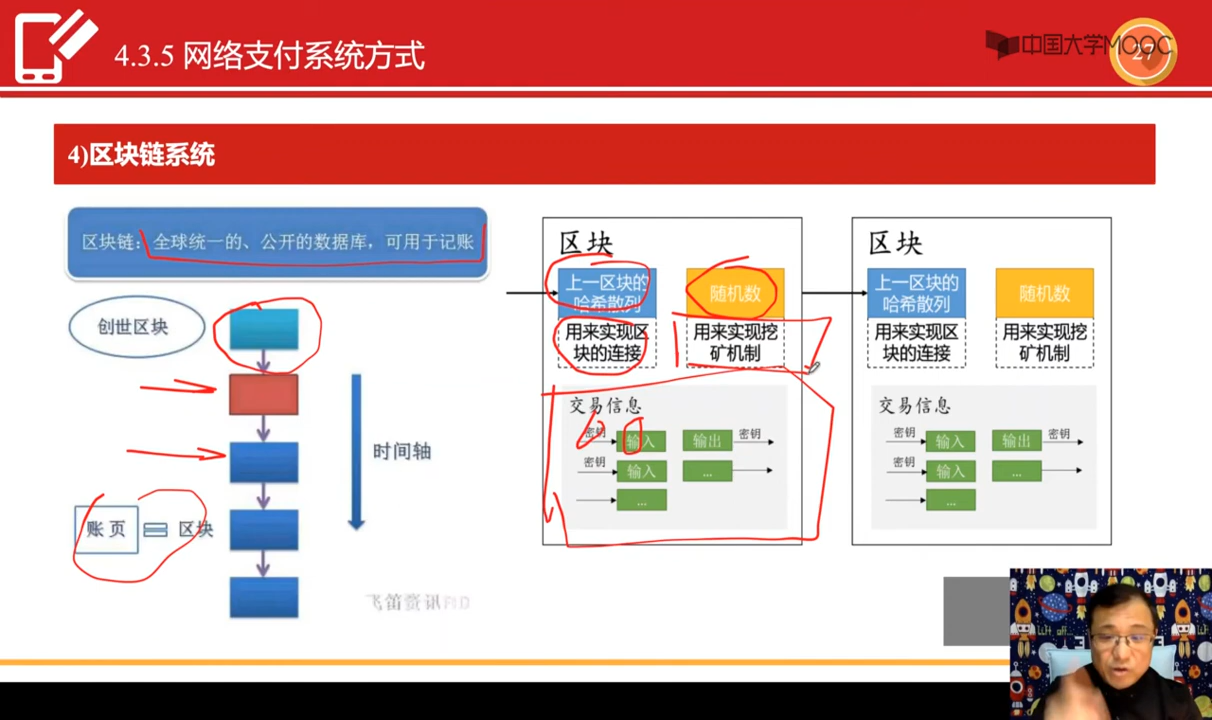 4.3.5 网络支付系统方式
中国大学MOOC
27
4)区块链系统
区块链：全球统一的、公开的数据库，可用于记账
创世区块
时间轴
账页
区块
飞笛资讯FID
区块
上一区块的
哈希散列
随机数
用来实现区
块的连接
用来实现挖
矿机制
交易信息
密钥
输入
输出
密钥
密钥
输入
...
...
区块
上一区块的
哈希散列
随机数
用来实现区
块的连接
用来实现挖
矿机制
交易信息
密钥
输入
输出
密钥
密钥
输入
...
...